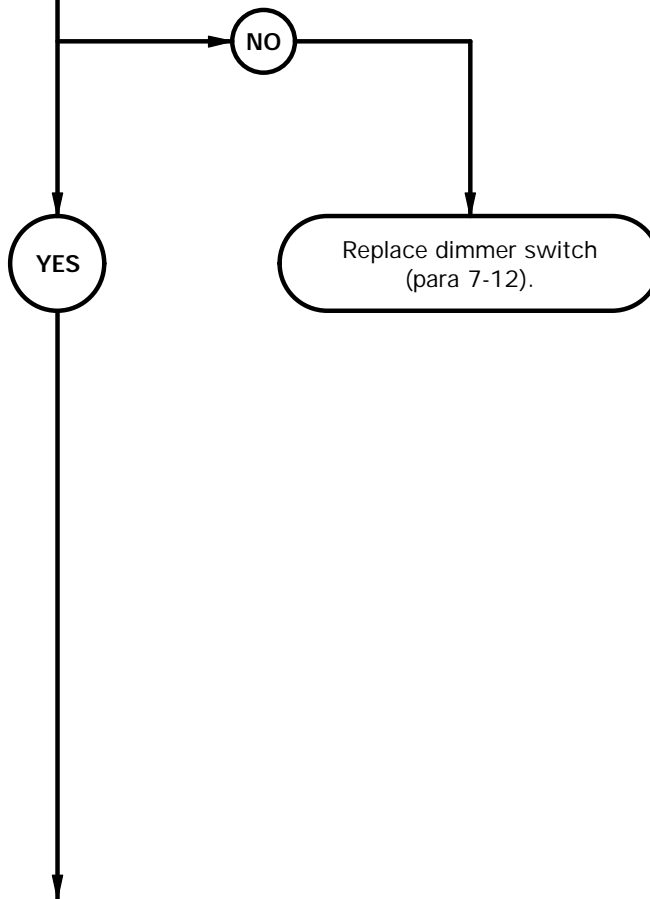 NO
YES
Replace dimmer switch
(para 7-12).